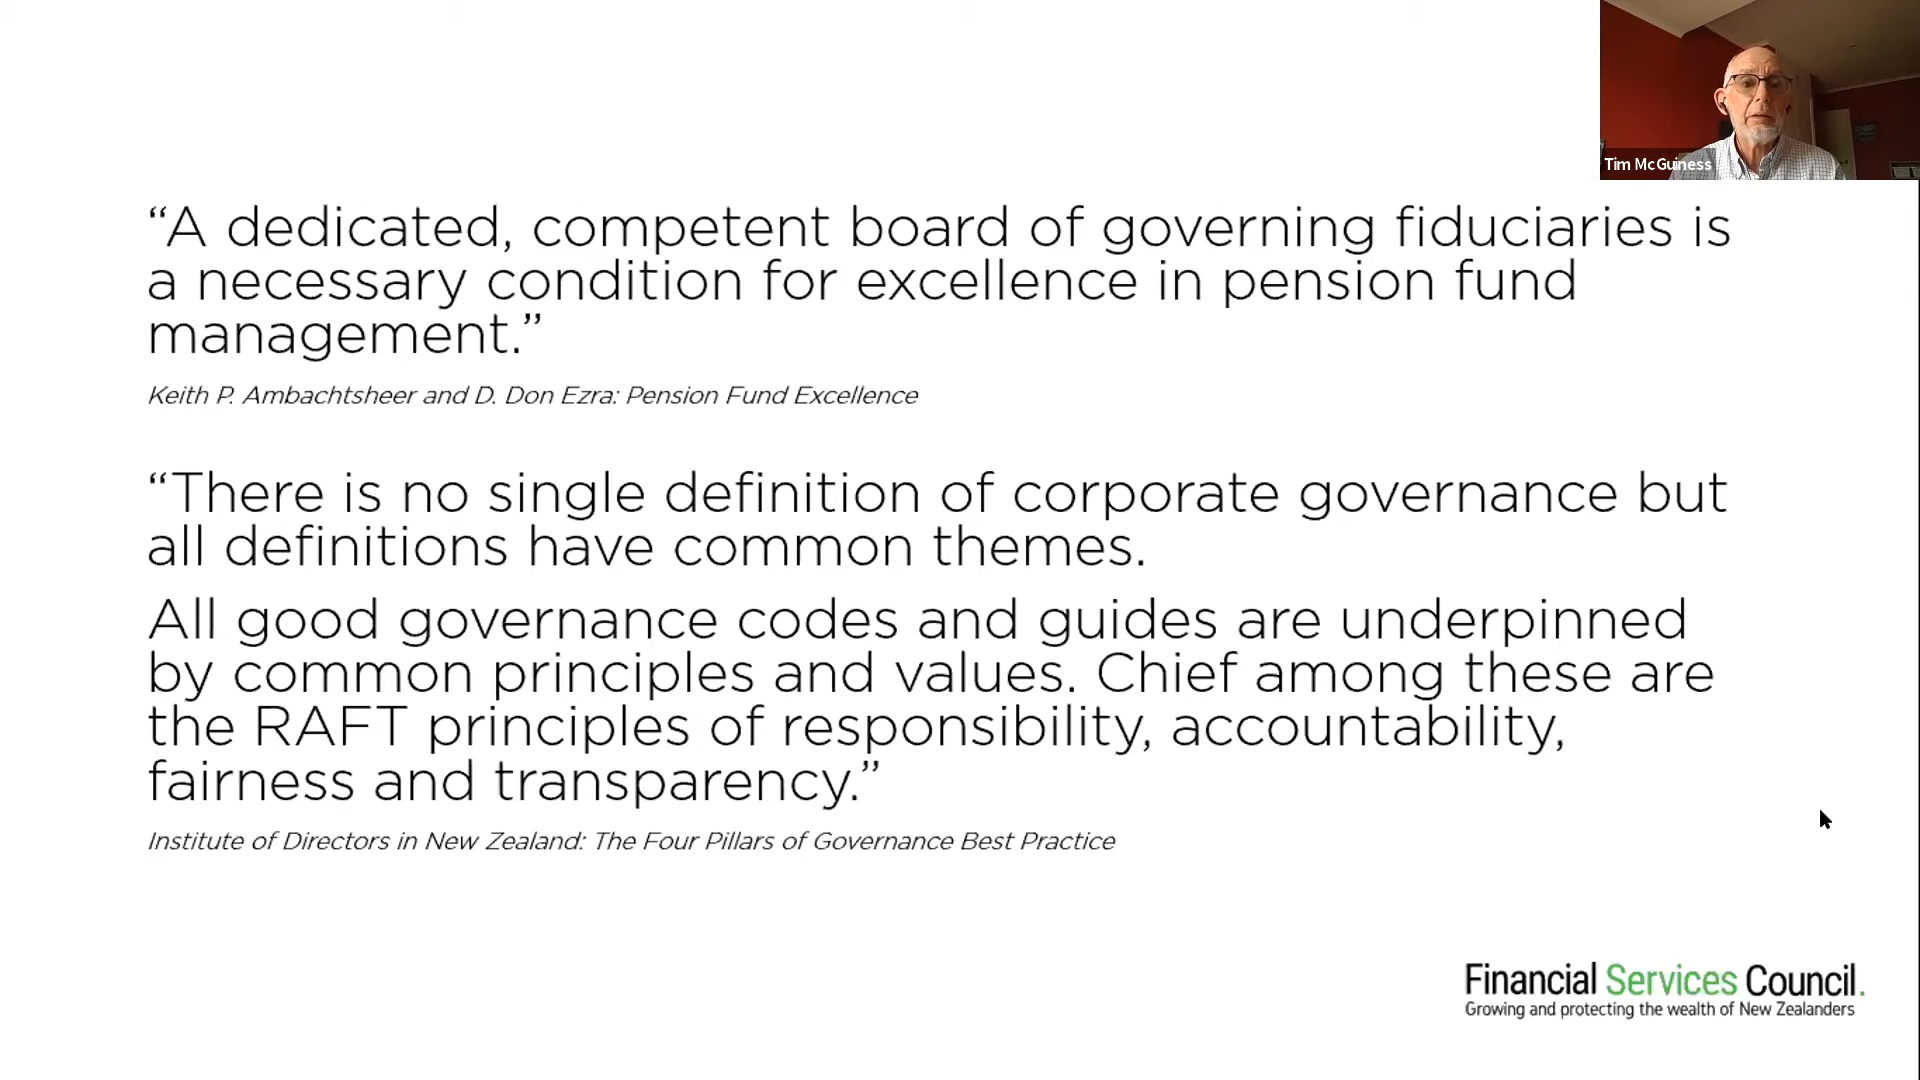 Tim McGuiness
“A dedicated, competent board of governing fiduciaries is
a necessary condition for excellence in pension fund
management.”
Keith P. Ambachtsheer and D. Don Ezra: Pension Fund Excellence
“There is no single definition of corporate governance but
all definitions have common themes.
All good governance codes and guides are underpinned
by common principles and values. Chief among these are
the RAFT principles of responsibility, accountability,
fairness and transparency.”
Institute of Directors in New Zealand: The Four Pillars of Governance Best Practice
Financial Services Council.
Growing and protecting the wealth of New Zealanders